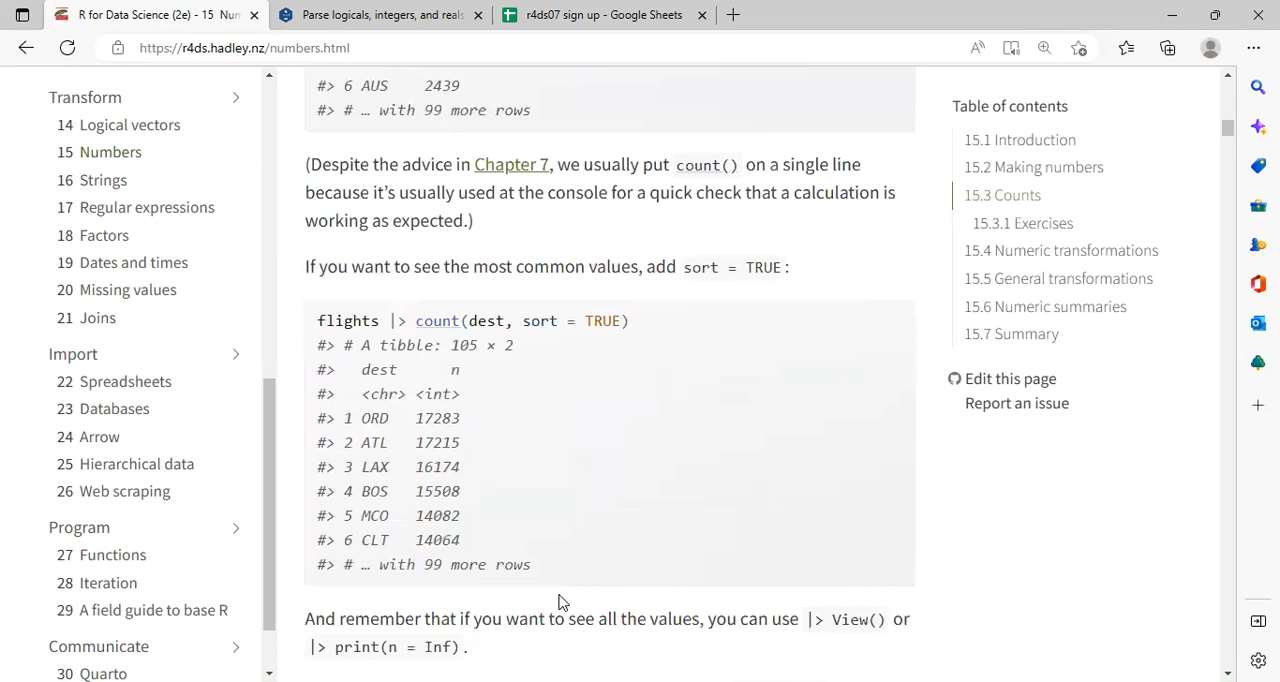 R for Data Science (2e) - 15 Num
Parse logicals, integers, and reals
r4ds07 sign up - Google Sheets
https://r4ds.hadley.nz/numbers.html
Transform
14 Logical vectors
15 Numbers
16 Strings
17 Regular expressions
18 Factors
19 Dates and times
20 Missing values
21 Joins
Import
22 Spreadsheets
23 Databases
24 Arrow
25 Hierarchical data
26 Web scraping
Program
27 Functions
28 Iteration
29 A field guide to base R
Communicate
30 Quarto
#> 6 AUS 2439
#> # … with 99 more rows
(Despite the advice in Chapter 7, we usually put count() on a single line
because it’s usually used at the console for a quick check that a calculation is
working as expected.)
If you want to see the most common values, add sort = TRUE:
flights |> count(dest, sort = TRUE)
#> # A tibble: 105 × 2
#> dest n
#> <chr> <int>
#> 1 ORD 17283
#> 2 ATL 17215
#> 3 LAX 16174
#> 4 BOS 15508
#> 5 MCO 14082
#> 6 CLT 14064
#> # … with 99 more rows
And remember that if you want to see all the values, you can use |> View() or
|> print(n = Inf).
Table of contents
15.1 Introduction
15.2 Making numbers
15.3 Counts
15.3.1 Exercises
15.4 Numeric transformations
15.5 General transformations
15.6 Numeric summaries
15.7 Summary
Edit this page
Report an issue